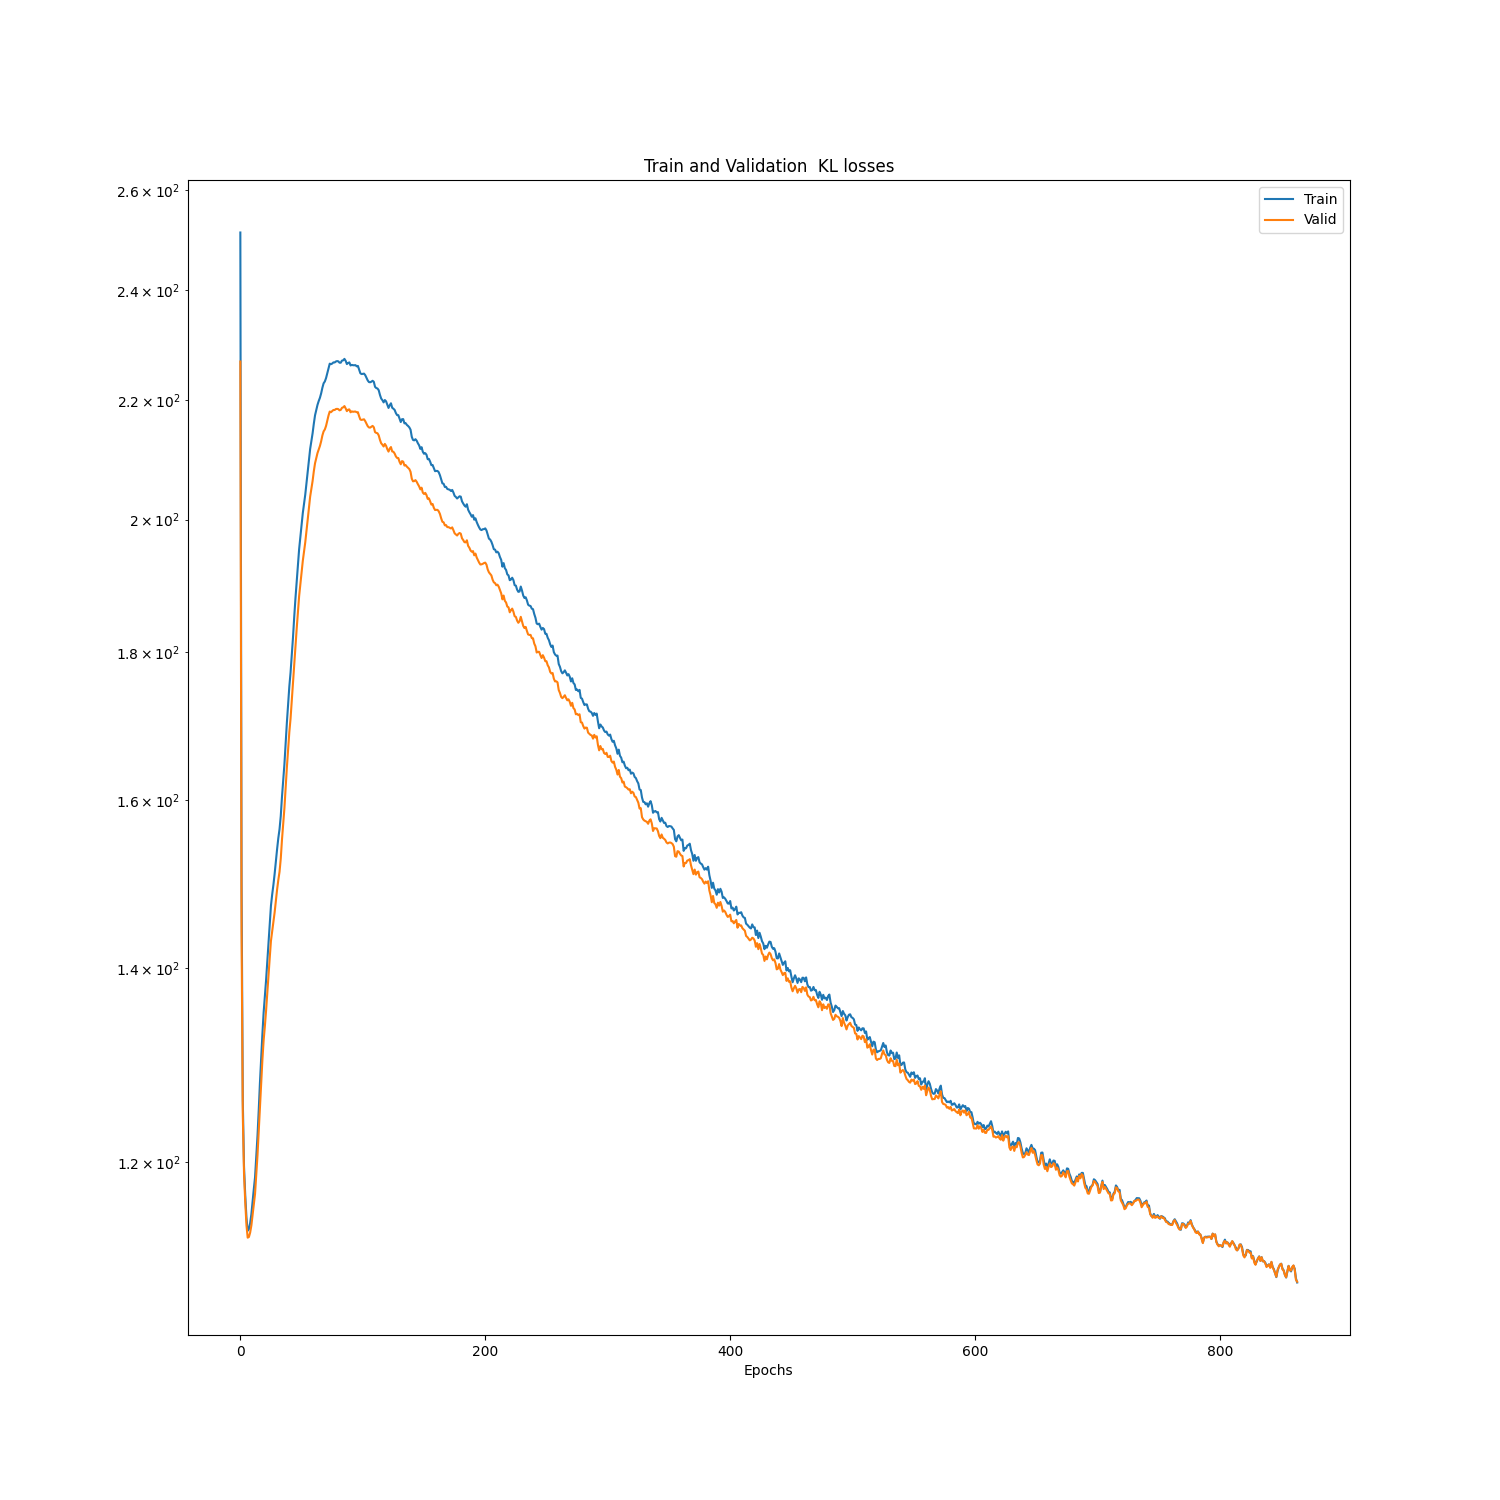 Train and Validation  KL losses
Train
Valid
2.6 × 10²
2.4 × 10²
2.2 × 10²
2 × 10²
1.8 × 10²
1.6 × 10²
1.4 × 10²
1.2 × 10²
0 200 400 600 800
Epochs